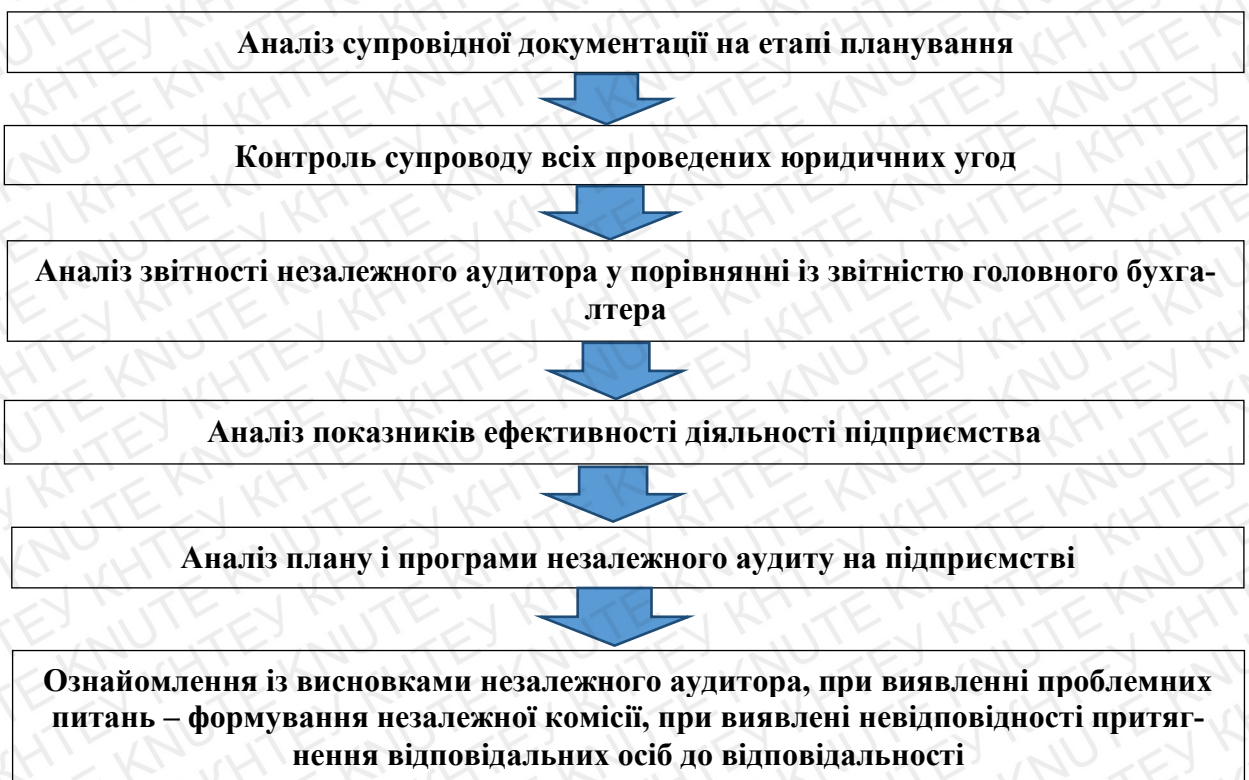 Аналіз супровідної документації на етапі планування
Контроль супроводу всіх проведених юридичних угод
Аналіз звітності незалежного аудитора у порівнянні із звітністю головного бухга-
лтера
Аналіз показників ефективності діяльності підприємства
Аналіз плану і програми незалежного аудиту на підприємстві
Ознайомлення із висновками незалежного аудитора, при виявленні проблемних
питань – формування незалежної комісії, при виявлені невідповідності притяг-
нення відповідальних осіб до відповідальності